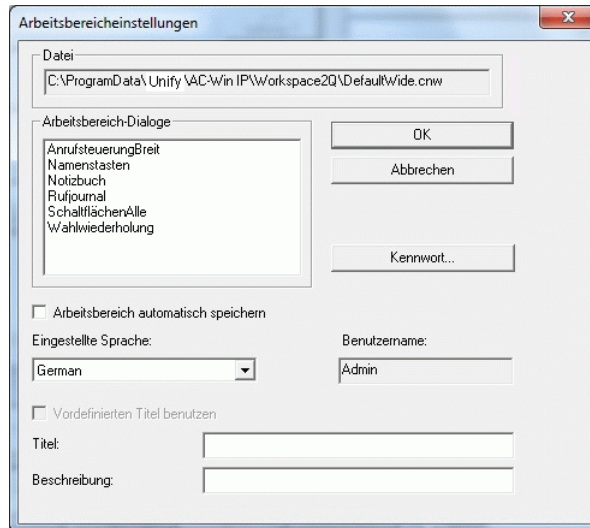 Arbeitsbereicheinstellungen
Datei
C:\ProgramData\ Unify \AC-Win IP\Workspace2Q\DefaultWide.cnw
Arbeitsbereich-Dialoge
AnrufsteuerungBreit
Namenstasten
Notizbuch
Rufjournal
SchaltflächenAlle
Wahlwiederholung
OK
Abbrechen
Kennwort...
Arbeitsbereich automatisch speichern
Eingestellte Sprache:
German
Benutzername:
Admin
Vordefinierten Titel benutzen
Titel:
Beschreibung: